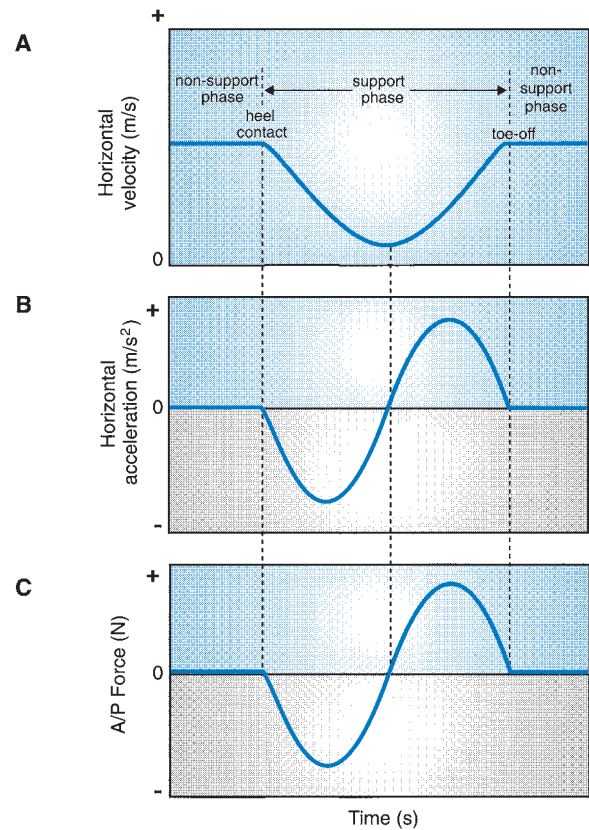 +
A
non-support
phase
support
phase
non-
support
phase
heel
contact
toe-off
Horizontal
velocity (m/s)
0
B
+
Horizontal
acceleration (m/s²)
0
-
C
+
A/P Force (N)
0
-
Time (s)